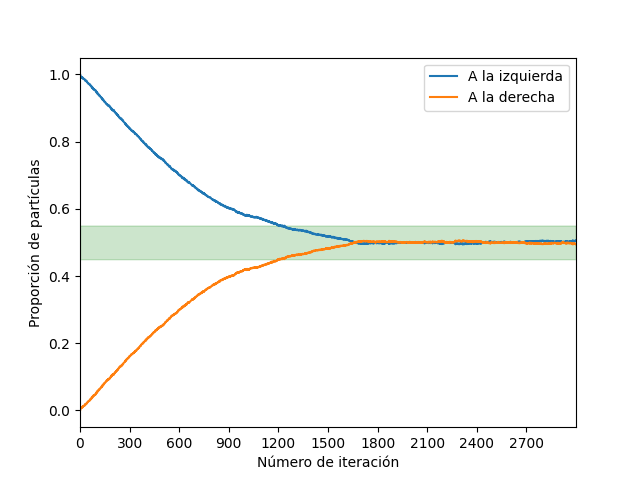 A la izquierda
A la derecha
Proporción de partículas
1.0
0.8
0.6
0.4
0.2
0.0
0 300 600 900 1200 1500 1800 2100 2400 2700
Número de iteración